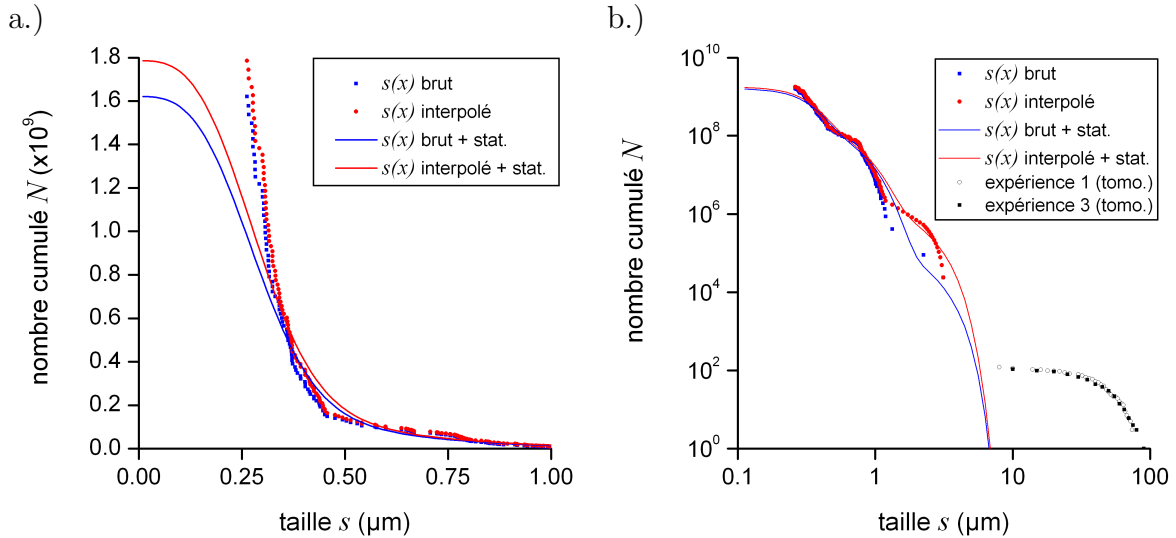 a.)
1.8
1.6
1.4
1.2
1.0
0.8
0.6
0.4
0.2
0.0
nombre cumulé N (x10⁹)
0.00 0.25 0.50 0.75 1.00
taille s (µm)
s(x) brut
s(x) interpolé
s(x) brut + stat.
s(x) interpolé + stat.
b.)
10¹⁰
10⁸
10⁶
10⁴
10²
10⁰
nombre cumulé N
0.1 1 10 100
taille s (µm)
s(x) brut
s(x) interpolé
s(x) brut + stat.
s(x) interpolé + stat.
expérience 1 (tomo.)
expérience 3 (tomo.)